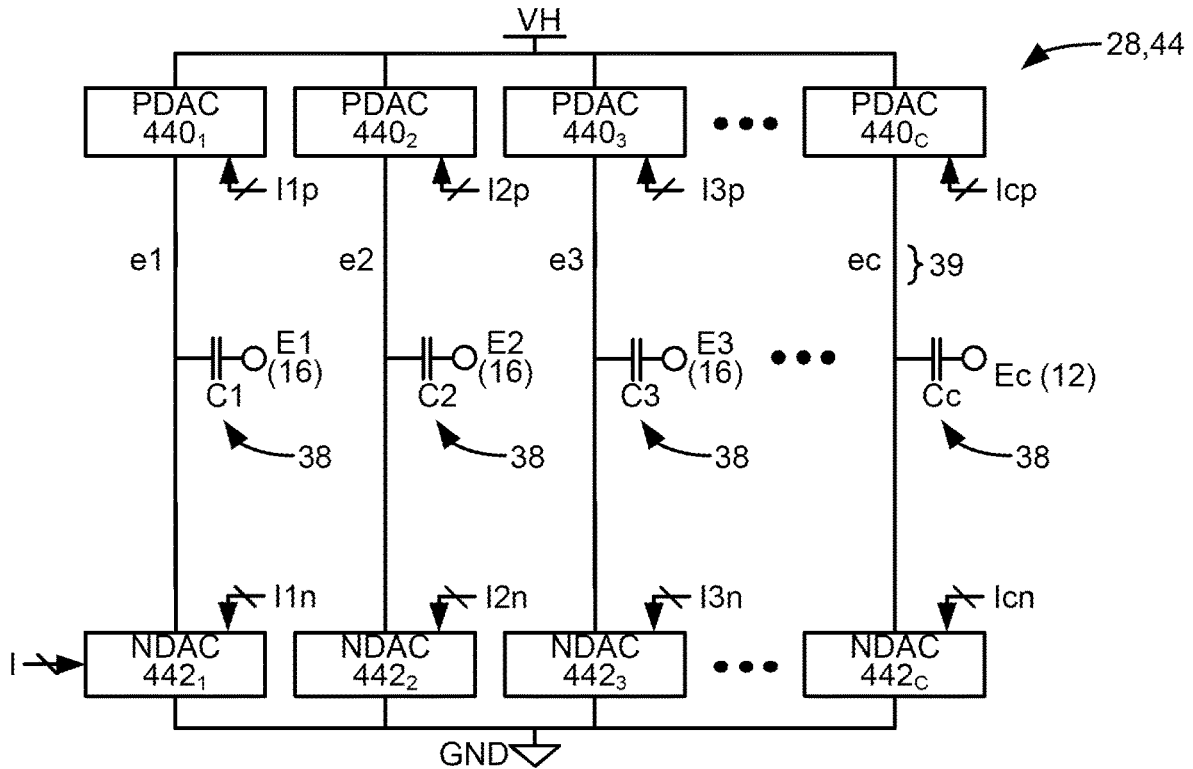 VH
28,44
PDAC
440₁
PDAC
440₂
PDAC
440₃
PDAC
440C
I1p
I2p
I3p
Icp
e1
e2
e3
ec
39
E1
(16)
E2
(16)
E3
(16)
Ec (12)
C1
C2
C3
Cc
38
38
38
38
I1n
I2n
I3n
Icn
I
NDAC
442₁
NDAC
442₂
NDAC
442₃
NDAC
442C
GND